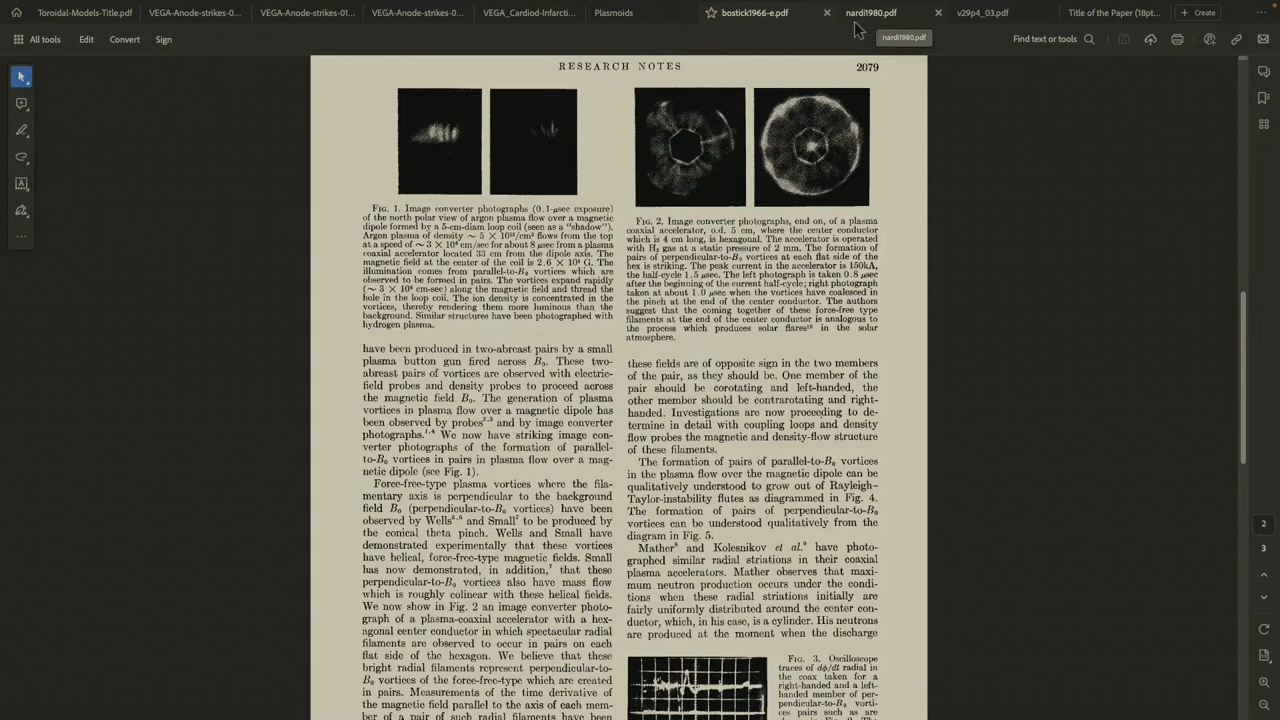 Toroidal-Models-Title.pdf
VEGA-Anode-strikes-0...
VEGA-Anode-strikes-01...
VEGA-Anode-strikes-0...
VEGA_Cardiod-Infarcti...
Plasmoids
bostick1966-e.pdf
nardi1980.pdf
v29p4_03.pdf
Title of the Paper (18pt...
Create
All tools
Edit
Convert
Sign
nardi1980.pdf
Find text or tools
RESEARCH NOTES
2079
FIG. 1. Image converter photographs (0.1-μsec exposure)
of the north polar view of argon plasma flow over a magnetic
dipole formed by a 5-cm-diam loop coil (seen as a "shadow").
Argon plasma of density ~ 5 × 10¹³/cm³ flows from the top
at a speed of ~ 3 × 10⁶ cm/sec for about 8 μsec from a plasma
coaxial accelerator located 33 cm from the dipole axis. The
magnetic field at the center of the coil is 2.6 × 10⁴ G. The
illumination comes from parallel-to-B₀ vortices which are
observed to be formed in pairs. The vortices expand rapidly
(~ 3 × 10⁶ cm-sec) along the magnetic field and thread the
hole in the loop coil. The ion density is concentrated in the
vortices, thereby rendering them more luminous than the
background. Similar structures have been photographed with
hydrogen plasma.
have been produced in two-abreast pairs by a small
plasma button gun fired across B₀. These two-
abreast pairs of vortices are observed with electric-
field probes and density probes to proceed across
the magnetic field B₀. The generation of plasma
vortices in plasma flow over a magnetic dipole has
been observed by probes²,³ and by image converter
photographs.¹,⁴ We now have striking image con-
verter photographs of the formation of parallel-
to-B₀ vortices in pairs in plasma flow over a mag-
netic dipole (see Fig. 1).
Force-free-type plasma vortices where the fila-
mentary axis is perpendicular to the background
field B₀ (perpendicular-to-B₀ vortices) have been
observed by Wells⁵,⁶ and Small⁷ to be produced by
the conical theta pinch. Wells and Small have
demonstrated experimentally that these vortices
have helical, force-free-type magnetic fields. Small
has now demonstrated, in addition,⁷ that these
perpendicular-to-B₀ vortices also have mass flow
which is roughly colinear with these helical fields.
We now show in Fig. 2 an image converter photo-
graph of a plasma-coaxial accelerator with a hex-
agonal center conductor in which spectacular radial
filaments are observed to occur in pairs on each
flat side of the hexagon. We believe that these
bright radial filaments represent perpendicular-to-
B₀ vortices of the force-free-type which are created
in pairs. Measurements of the time derivative of
the magnetic field parallel to the axis of each mem-
ber of a pair of such radial filaments have been
FIG. 2. Image converter photographs, end on, of a plasma
coaxial accelerator, o.d. 5 cm, where the center conductor
which is 4 cm long, is hexagonal. The accelerator is operated
with H₂ gas at a static pressure of 2 mm. The formation of
pairs of perpendicular-to-B₀ vortices at each flat side of the
hex is striking. The peak current in the accelerator is 150kA,
the half-cycle 1.5 μsec. The left photograph is taken 0.8 μsec
after the beginning of the current half-cycle; right photograph
taken at about 1.0 μsec when the vortices have coalesced in
the pinch at the end of the center conductor. The authors
suggest that the coming together of these force-free type
filaments at the end of the center conductor is analogous to
the process which produces solar flares¹⁰ in the solar
atmosphere.
these fields are of opposite sign in the two members
of the pair, as they should be. One member of the
pair should be corotating and left-handed, the
other member should be contrarotating and right-
handed. Investigations are now proceeding to de-
termine in detail with coupling loops and density
flow probes the magnetic and density-flow structure
of these filaments.
The formation of pairs of parallel-to-B₀ vortices
in the plasma flow over the magnetic dipole can be
qualitatively understood to grow out of Rayleigh-
Taylor-instability flutes as diagrammed in Fig. 4.
The formation of pairs of perpendicular-to-B₀
vortices can be understood qualitatively from the
diagram in Fig. 5.
Mather⁸ and Kolesnikov et al.⁹ have photo-
graphed similar radial striations in their coaxial
plasma accelerators. Mather observes that maxi-
mum neutron production occurs under the condi-
tions when these radial striations initially are
fairly uniformly distributed around the center con-
ductor, which, in his case, is a cylinder. His neutrons
are produced at the moment when the discharge
FIG. 3. Oscilloscope
traces of dφ/dt radial in
the coax taken for a
right-handed and a left-
handed member of per-
pendicular-to-B₀ vorti-
ces pairs such as are
2
3